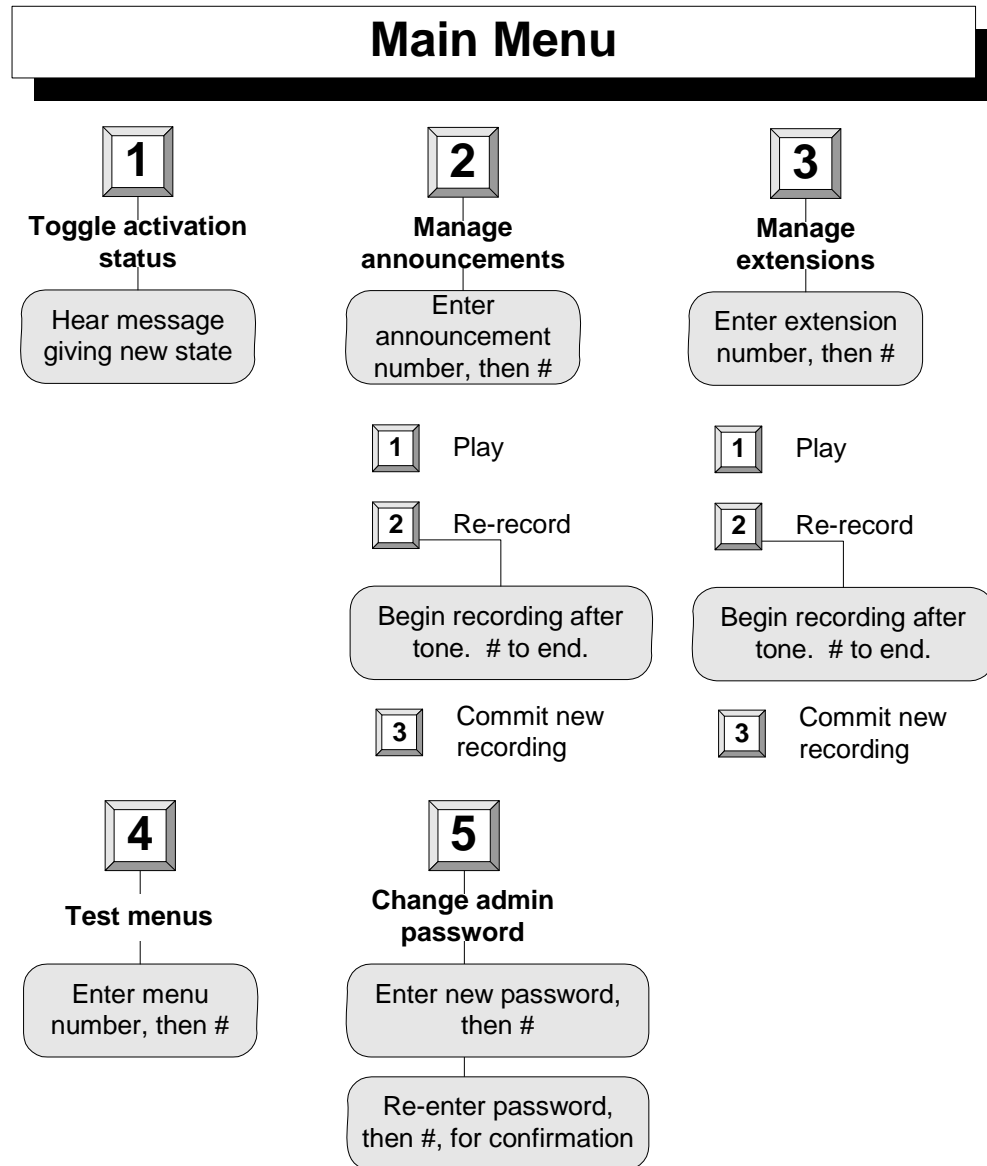 Main Menu
1
Toggle activation
status
Hear message
giving new state
2
Manage
announcements
Enter
announcement
number, then #
1 Play
2 Re-record
Begin recording after
tone.  # to end.
3 Commit new
recording
3
Manage
extensions
Enter extension
number, then #
1 Play
2 Re-record
Begin recording after
tone.  # to end.
3 Commit new
recording
4
Test menus
Enter menu
number, then #
5
Change admin
password
Enter new password,
then #
Re-enter password,
then #, for confirmation